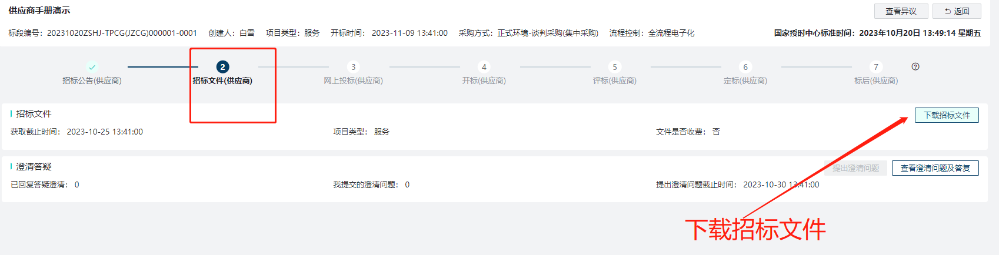 供应商手册演示 查看异议 返回
标段编号：20231020ZSHJ-TPCG(JZCG)000001-0001 创建人：白雪 项目类型：服务 开标时间：2023-11-09 13:41:00 采购方式：正式环境-谈判采购(集中采购) 流程控制：全流程电子化 国家授时中心标准时间：2023年10月20日 13:49:14 星期五
2 3 4 5 6 7
招标公告(供应商) 招标文件(供应商) 网上投标(供应商) 开标(供应商) 评标(供应商) 定标(供应商) 标后(供应商)
招标文件 下载招标文件
获取截止时间： 2023-10-25 13:41:00 项目类型： 服务 文件是否收费： 否
澄清答疑 提出澄清问题 查看澄清问题及答复
已回复答疑澄清： 0 我提交的澄清问题： 0 提出澄清问题截止时间： 2023-10-30 13:41:00
下载招标文件